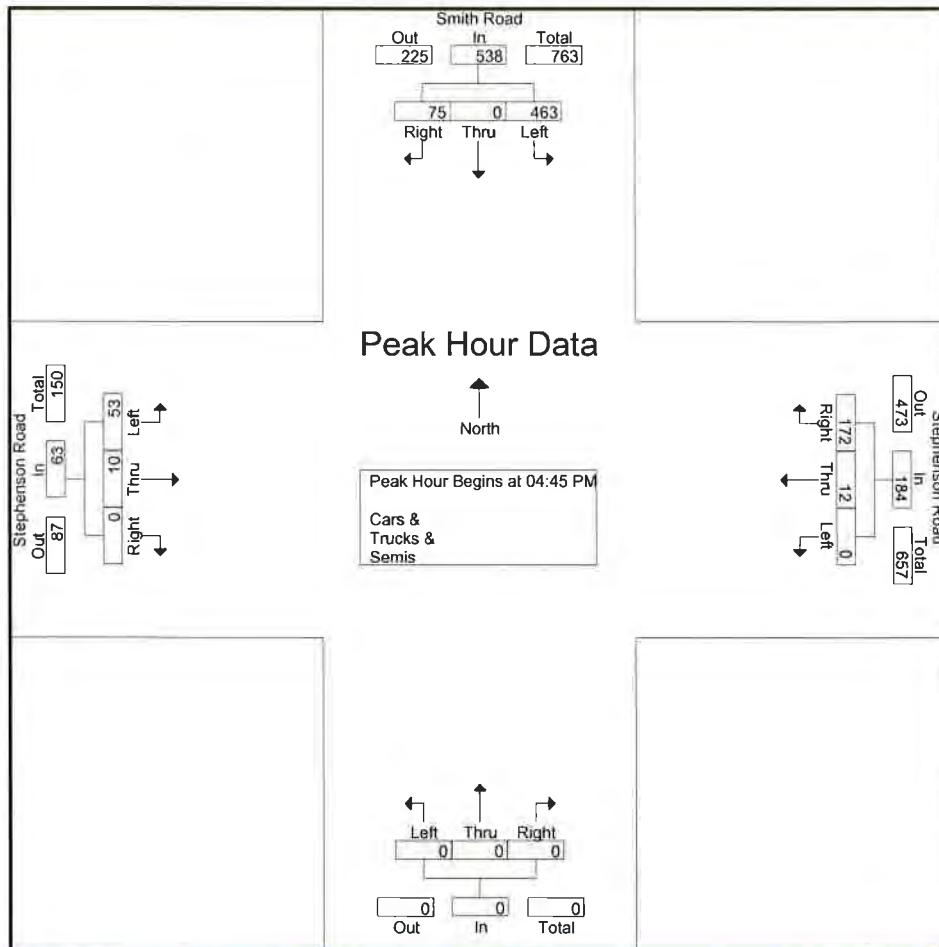 Smith Road
Out In Total
225 538 763
75 0 463
Right Thru Left
Peak Hour Data
North
Peak Hour Begins at 04:45 PM
Cars &
Trucks &
Semis
Stephenson Road
Total In Out
150 63 87
53 10 0
Left Thru Right
Right Thru Left
172 12 0
Out In Total
473 184 657
Stephenson Road
Left Thru Right
0 0 0
0 0 0
Out In Total